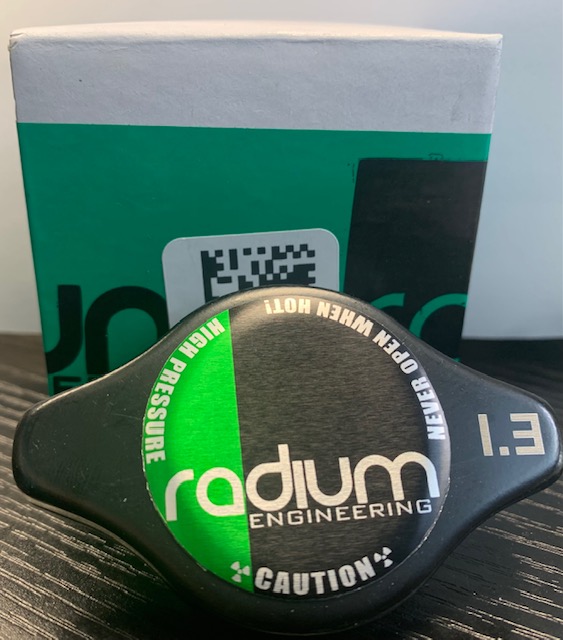 NEVER OPEN WHEN HOT!
HIGH PRESSURE
radium
ENGINEERING
CAUTION
1.3